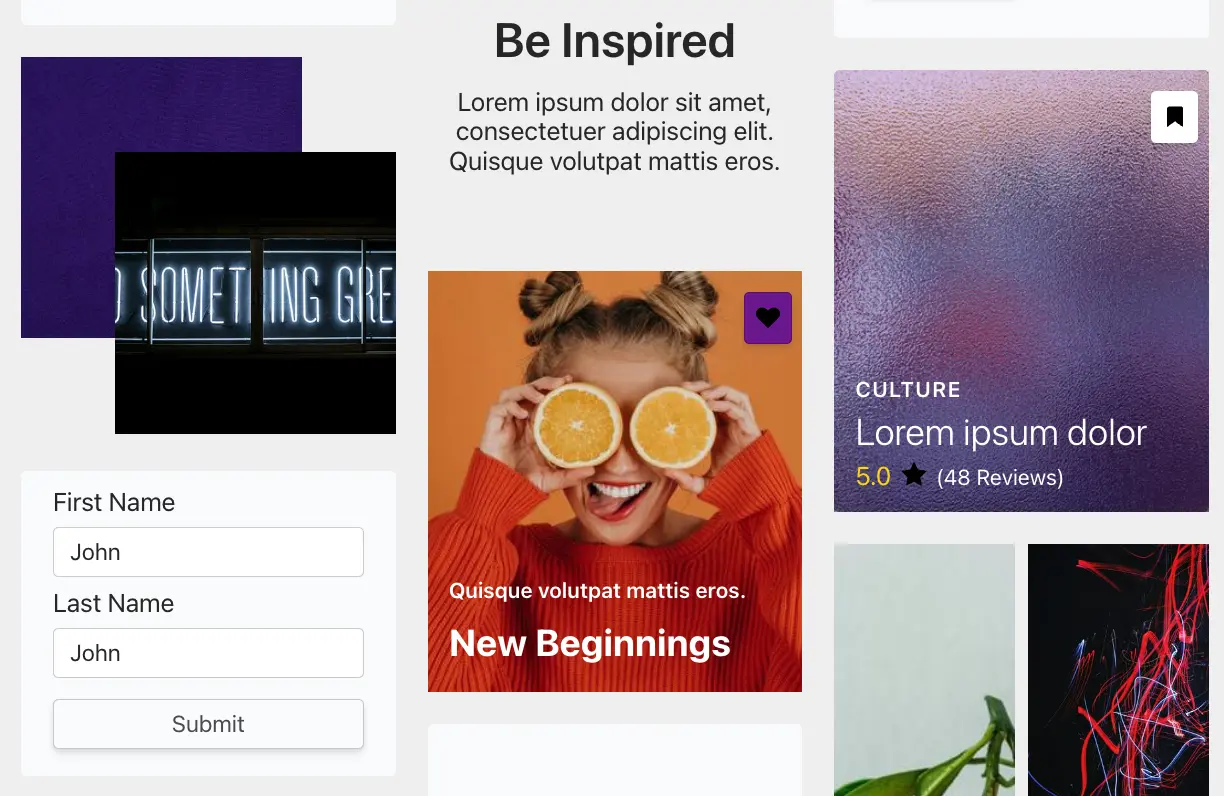 O SOMETHING GRE
First Name
John
Last Name
John
Submit
Be Inspired
Lorem ipsum dolor sit amet,
consectetuer adipiscing elit.
Quisque volutpat mattis eros.
Quisque volutpat mattis eros.
New Beginnings
CULTURE
Lorem ipsum dolor
5.0 ★ (48 Reviews)